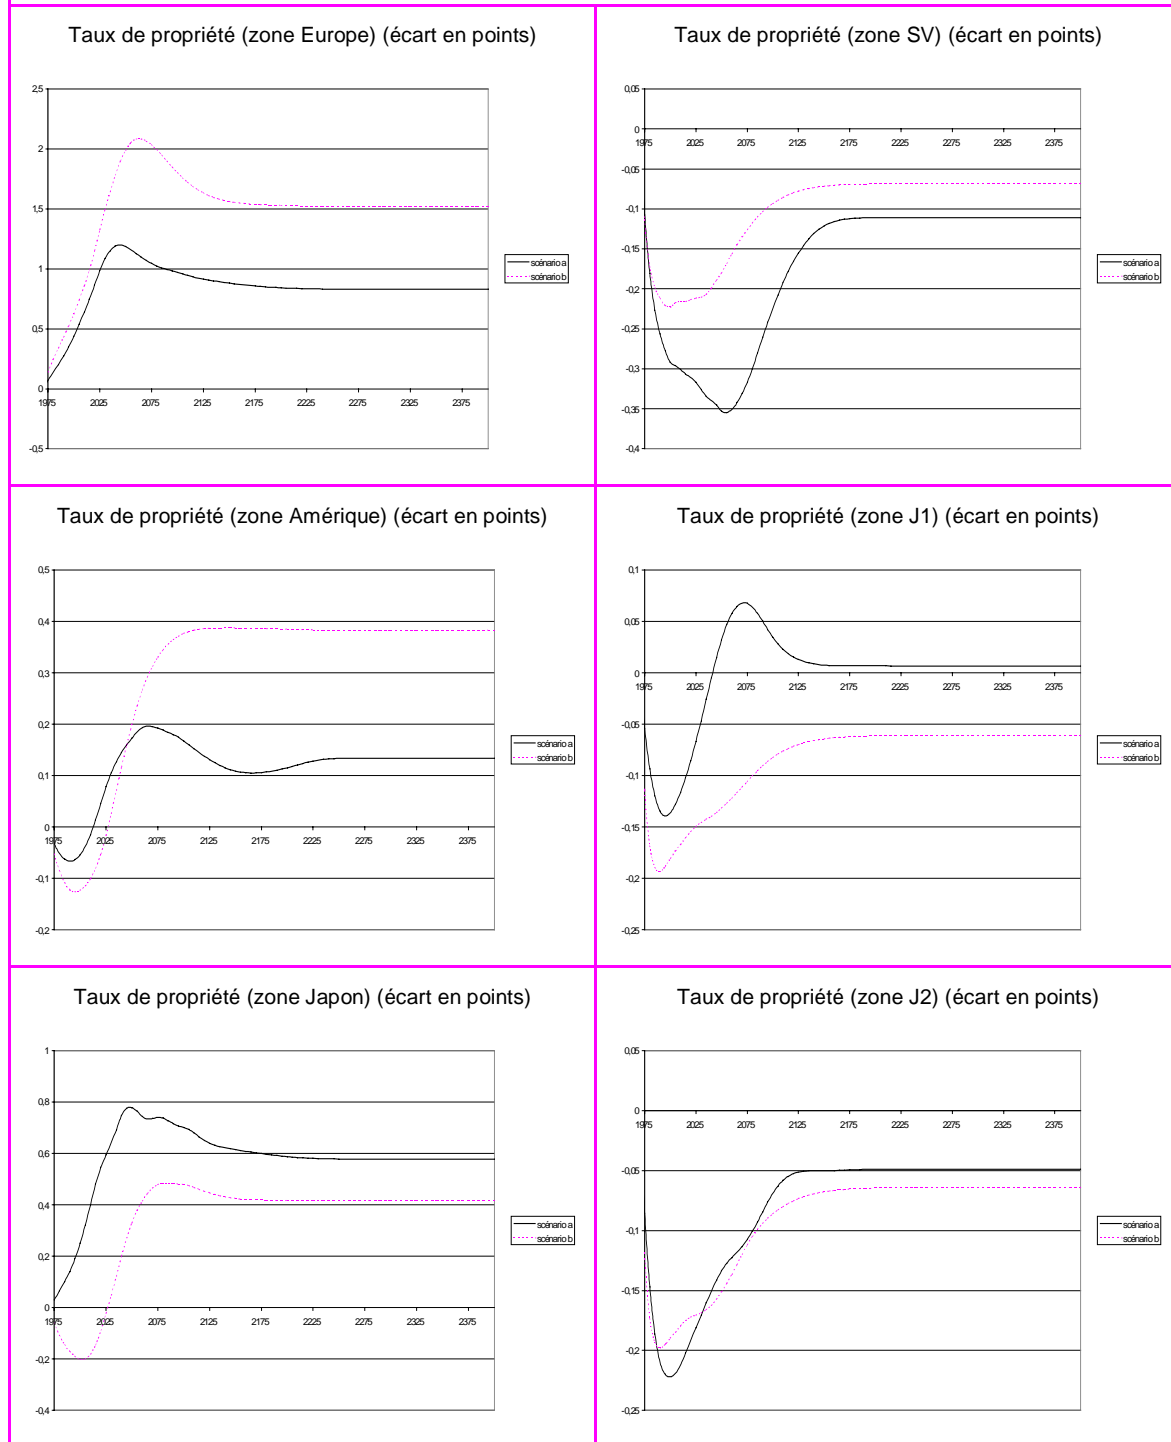 Taux de propriété (zone Europe) (écart en points)
2,5
2
1,5
1
0,5
0
-0,5
1975 2025 2075 2125 2175 2225 2275 2325 2375
scénario a
scénario b
Taux de propriété (zone SV) (écart en points)
0,05
0
-0,05
-0,1
-0,15
-0,2
-0,25
-0,3
-0,35
-0,4
1975 2025 2075 2125 2175 2225 2275 2325 2375
scénario a
scénario b
Taux de propriété (zone Amérique) (écart en points)
0,5
0,4
0,3
0,2
0,1
0
-0,1
-0,2
1975 2025 2075 2125 2175 2225 2275 2325 2375
scénario a
scénario b
Taux de propriété (zone J1) (écart en points)
0,1
0,05
0
-0,05
-0,1
-0,15
-0,2
-0,25
1975 2025 2075 2125 2175 2225 2275 2325 2375
scénario a
scénario b
Taux de propriété (zone Japon) (écart en points)
1
0,8
0,6
0,4
0,2
0
-0,2
-0,4
1975 2025 2075 2125 2175 2225 2275 2325 2375
scénario a
scénario b
Taux de propriété (zone J2) (écart en points)
0,05
0
-0,05
-0,1
-0,15
-0,2
-0,25
1975 2025 2075 2125 2175 2225 2275 2325 2375
scénario a
scénario b